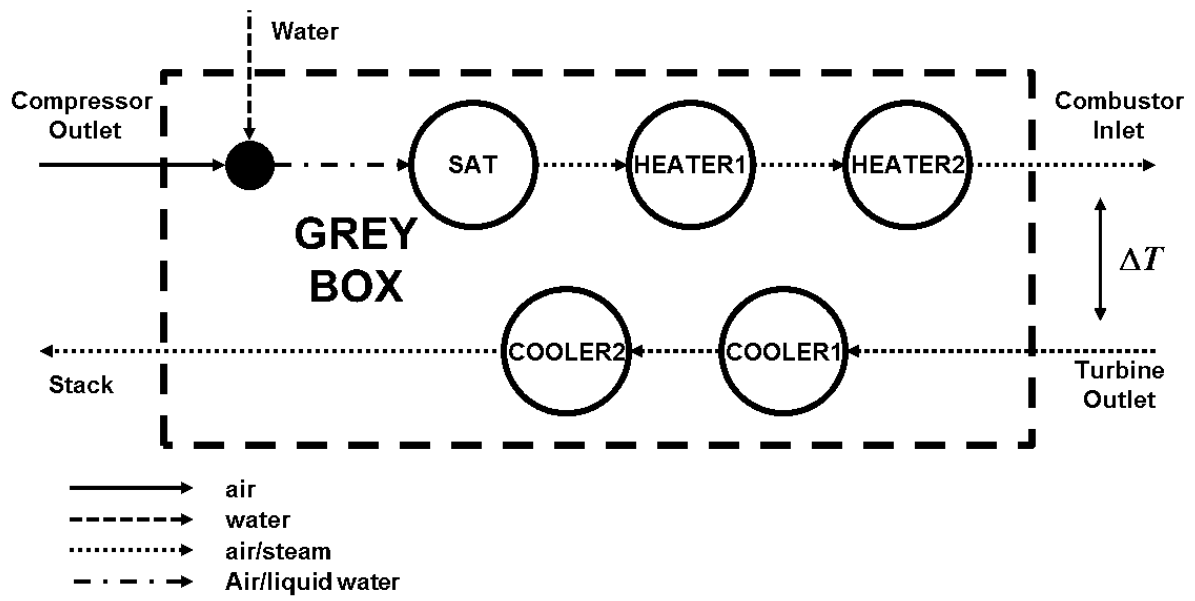 Water
Compressor
Outlet
Combustor
Inlet
SAT
HEATER1
HEATER2
GREY
BOX
ΔT
COOLER2
COOLER1
Stack
Turbine
Outlet
air
water
air/steam
Air/liquid water